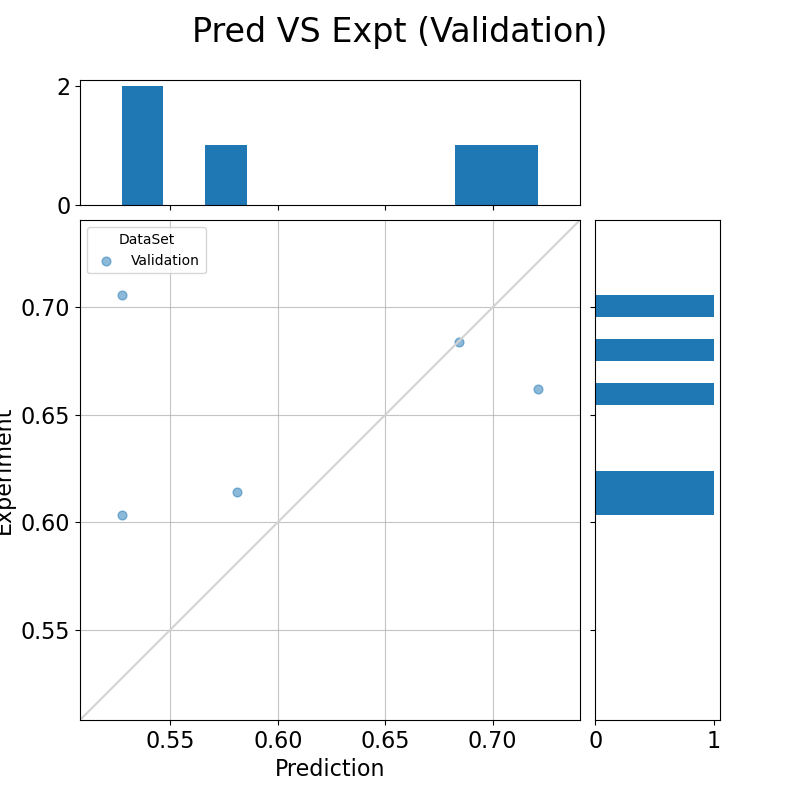 Pred VS Expt (Validation)
2
0
DataSet
Validation
0.70
0.65
0.60
0.55
Experiment
0.55 0.60 0.65 0.70
0 1
Prediction